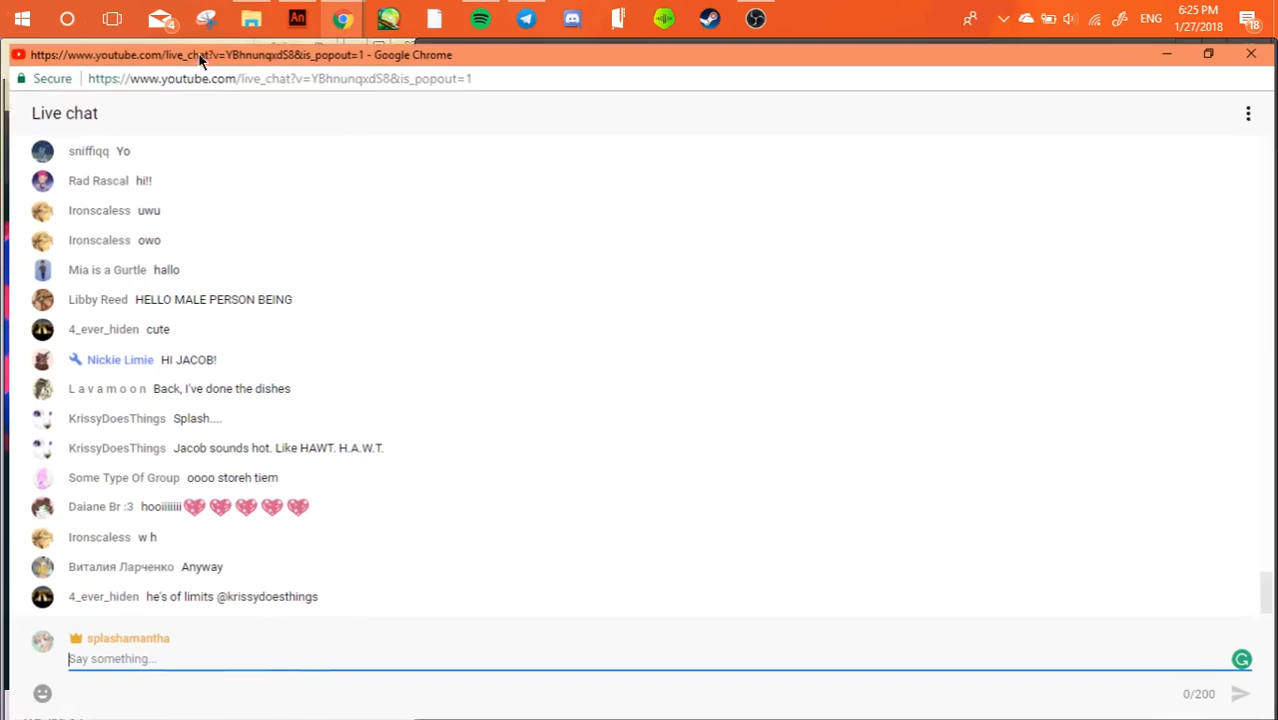 4
An
ENG
6:25 PM
1/27/2018
18
https://www.youtube.com/live_chat?v=YBhnunqxdS8&is_popout=1 - Google Chrome
Secure https://www.youtube.com/live_chat?v=YBhnunqxdS8&is_popout=1
Live chat
sniffiqq Yo
Rad Rascal hi!!
Ironscaless uwu
Ironscaless owo
Mia is a Gurtle hallo
Libby Reed HELLO MALE PERSON BEING
4_ever_hiden cute
Nickie Limie HI JACOB!
L a v a m o o n Back, I've done the dishes
KrissyDoesThings Splash....
KrissyDoesThings Jacob sounds hot. Like HAWT. H.A.W.T.
Some Type Of Group oooo storeh tiem
Daiane Br :3 hooiiiiiiii
Ironscaless w h
Виталия Ларченко Anyway
4_ever_hiden he's of limits @krissydoesthings
splashamantha
Say something...
0/200